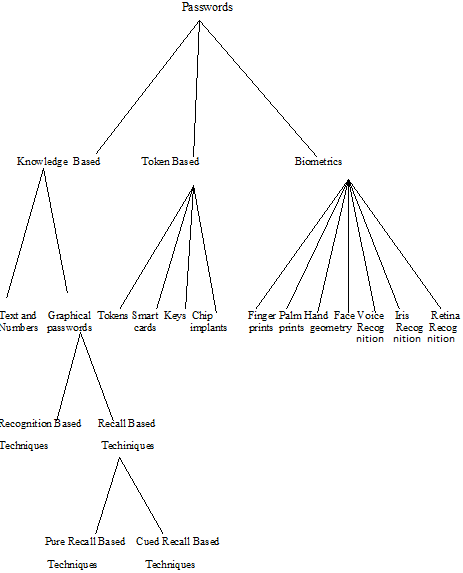 Passwords
Knowledge Based Token Based Biometrics
Text and Graphical Tokens Smart Keys Chip Finger Palm Hand Face Voice Iris Retina
Numbers passwords cards implants prints prints geometry Recog Recog Recog
nition nition nition
Recognition Based Recall Based
Techniques Techiniques
Pure Recall Based Cued Recall Based
Techniques Techniques